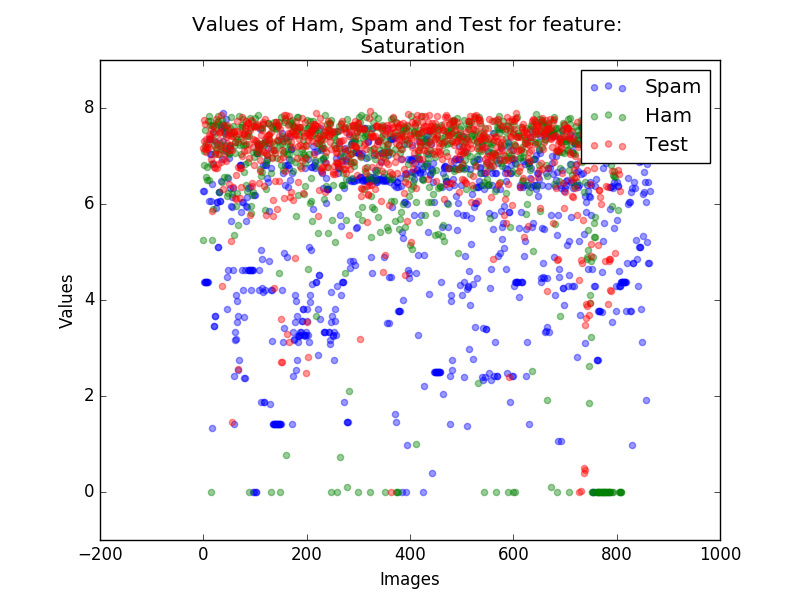 Values of Ham, Spam and Test for feature:
Saturation
Spam
Ham
Test
Values
8
6
4
2
0
−200
0
200
400
600
800
1000
Images